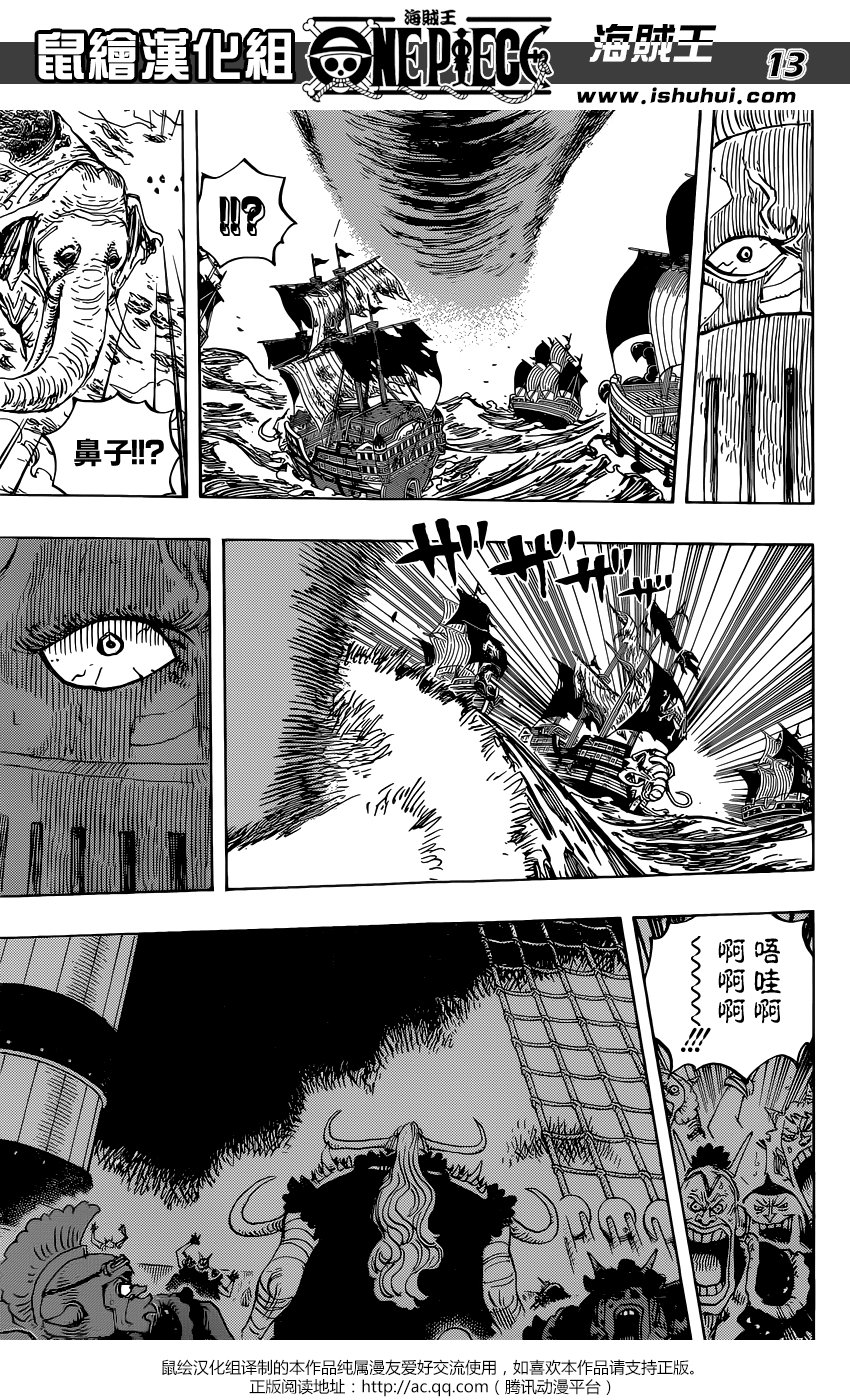 鼠繪漢化组
海賊王
ONE PIECE
海賊王
13
www.ishuhui.com
!!?
鼻子!!?
ザザザザ
唔哇啊
啊啊啊
!!!
鼠绘汉化组译制的本作品纯属漫友爱好交流使用，如喜欢本作品请支持正版。
正版阅读地址：http://ac.qq.com（腾讯动漫平台）